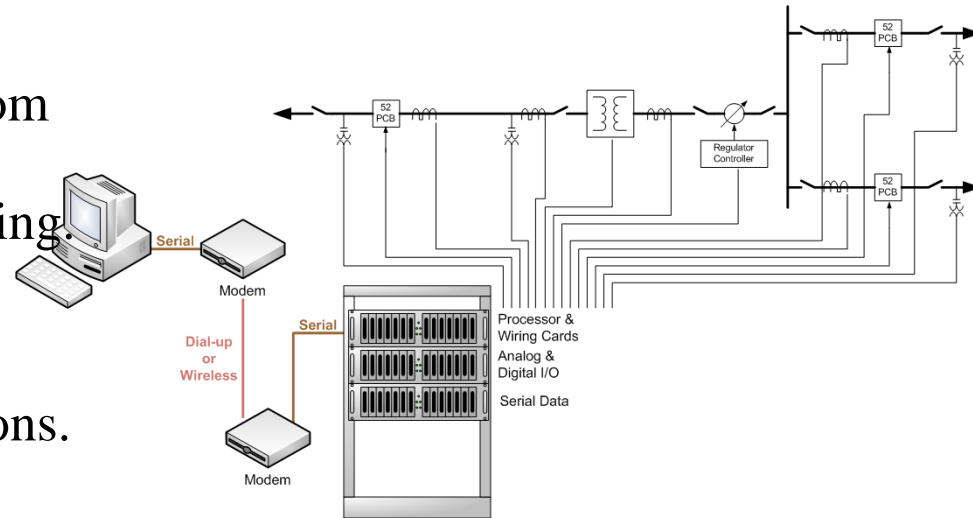 52
PCB
52
PCB
om
Regulator
Controller
ing.
52
PCB
Serial
Modem
Processor &
Wiring Cards
Serial
Analog &
Digital I/O
Dial-up
or
Wireless
Serial Data
ons.
Modem